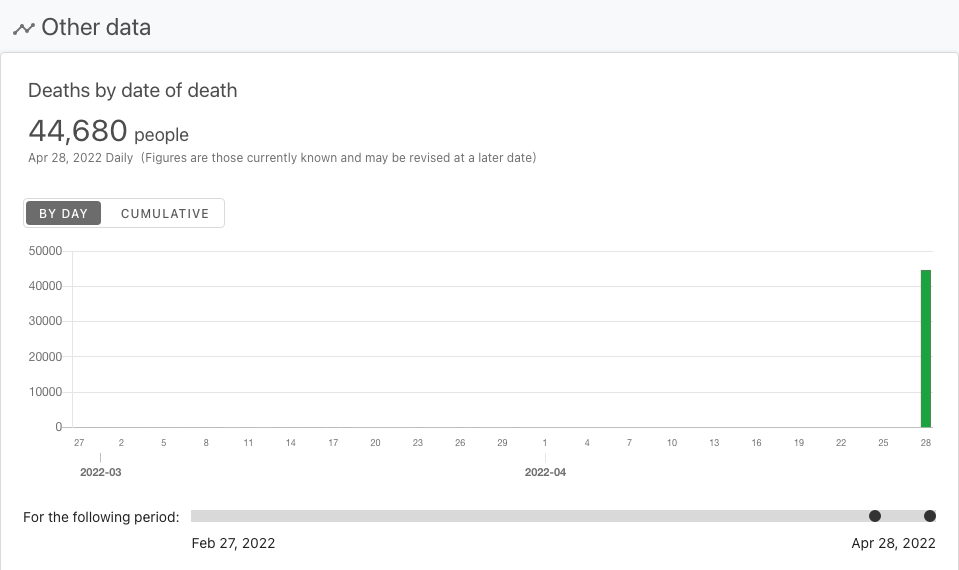 Other data
Deaths by date of death
44,680 people
Apr 28, 2022 Daily (Figures are those currently known and may be revised at a later date)
BY DAY CUMULATIVE
50000
40000
30000
20000
10000
0
27 2 5 8 11 14 17 20 23 26 29 1 4 7 10 13 16 19 22 25 28
2022-03 2022-04
For the following period:
Feb 27, 2022 Apr 28, 2022